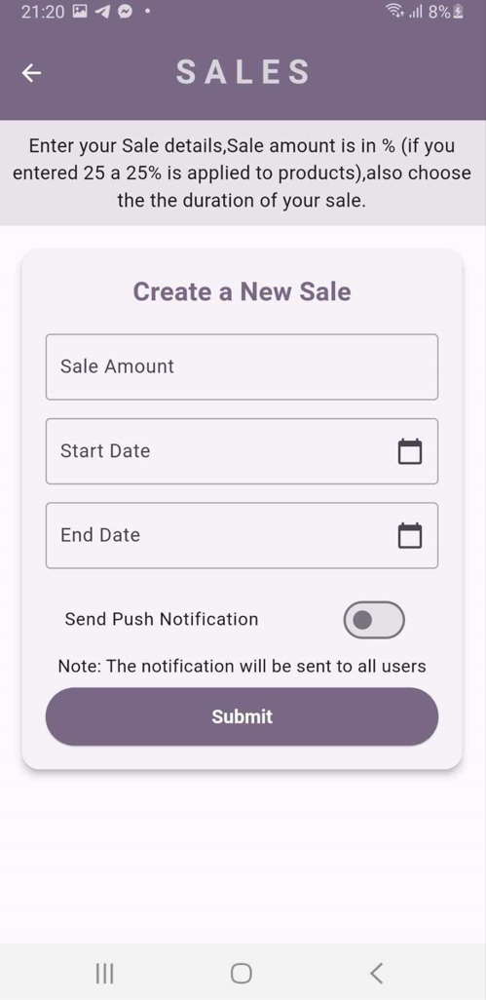 21:20 8%
SALES
Enter your Sale details,Sale amount is in % (if you
entered 25 a 25% is applied to products),also choose
the the duration of your sale.
Create a New Sale
Sale Amount
Start Date
End Date
Send Push Notification
Note: The notification will be sent to all users
Submit